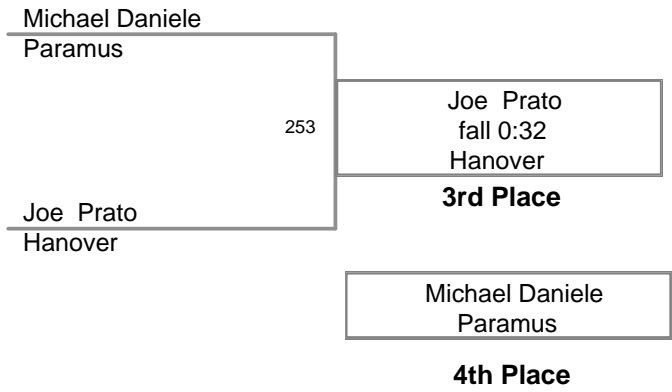 Michael Daniele
Paramus
253
Joe Prato
fall 0:32
Hanover
3rd Place
Joe Prato
Hanover
Michael Daniele
Paramus
4th Place